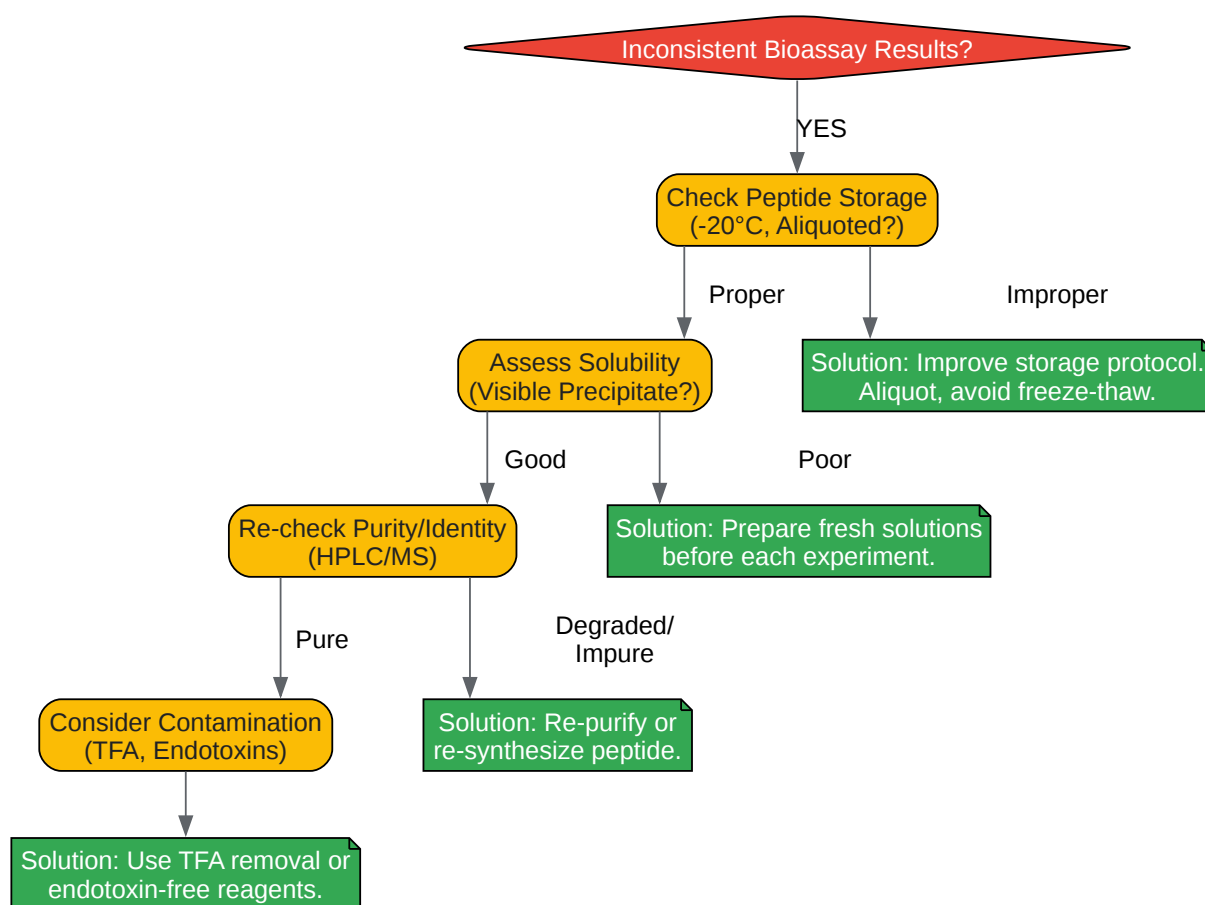 Inconsistent Bioassay Results?
YES
Check Peptide Storage
(-20°C, Aliquoted?)
Proper
Improper
Assess Solubility
(Visible Precipitate?)
Solution: Improve storage protocol.
Aliquot, avoid freeze-thaw.
Good
Poor
Re-check Purity/Identity
(HPLC/MS)
Solution: Prepare fresh solutions
before each experiment.
Pure
Degraded/
Impure
Consider Contamination
(TFA, Endotoxins)
Solution: Re-purify or
re-synthesize peptide.
Solution: Use TFA removal or
endotoxin-free reagents.